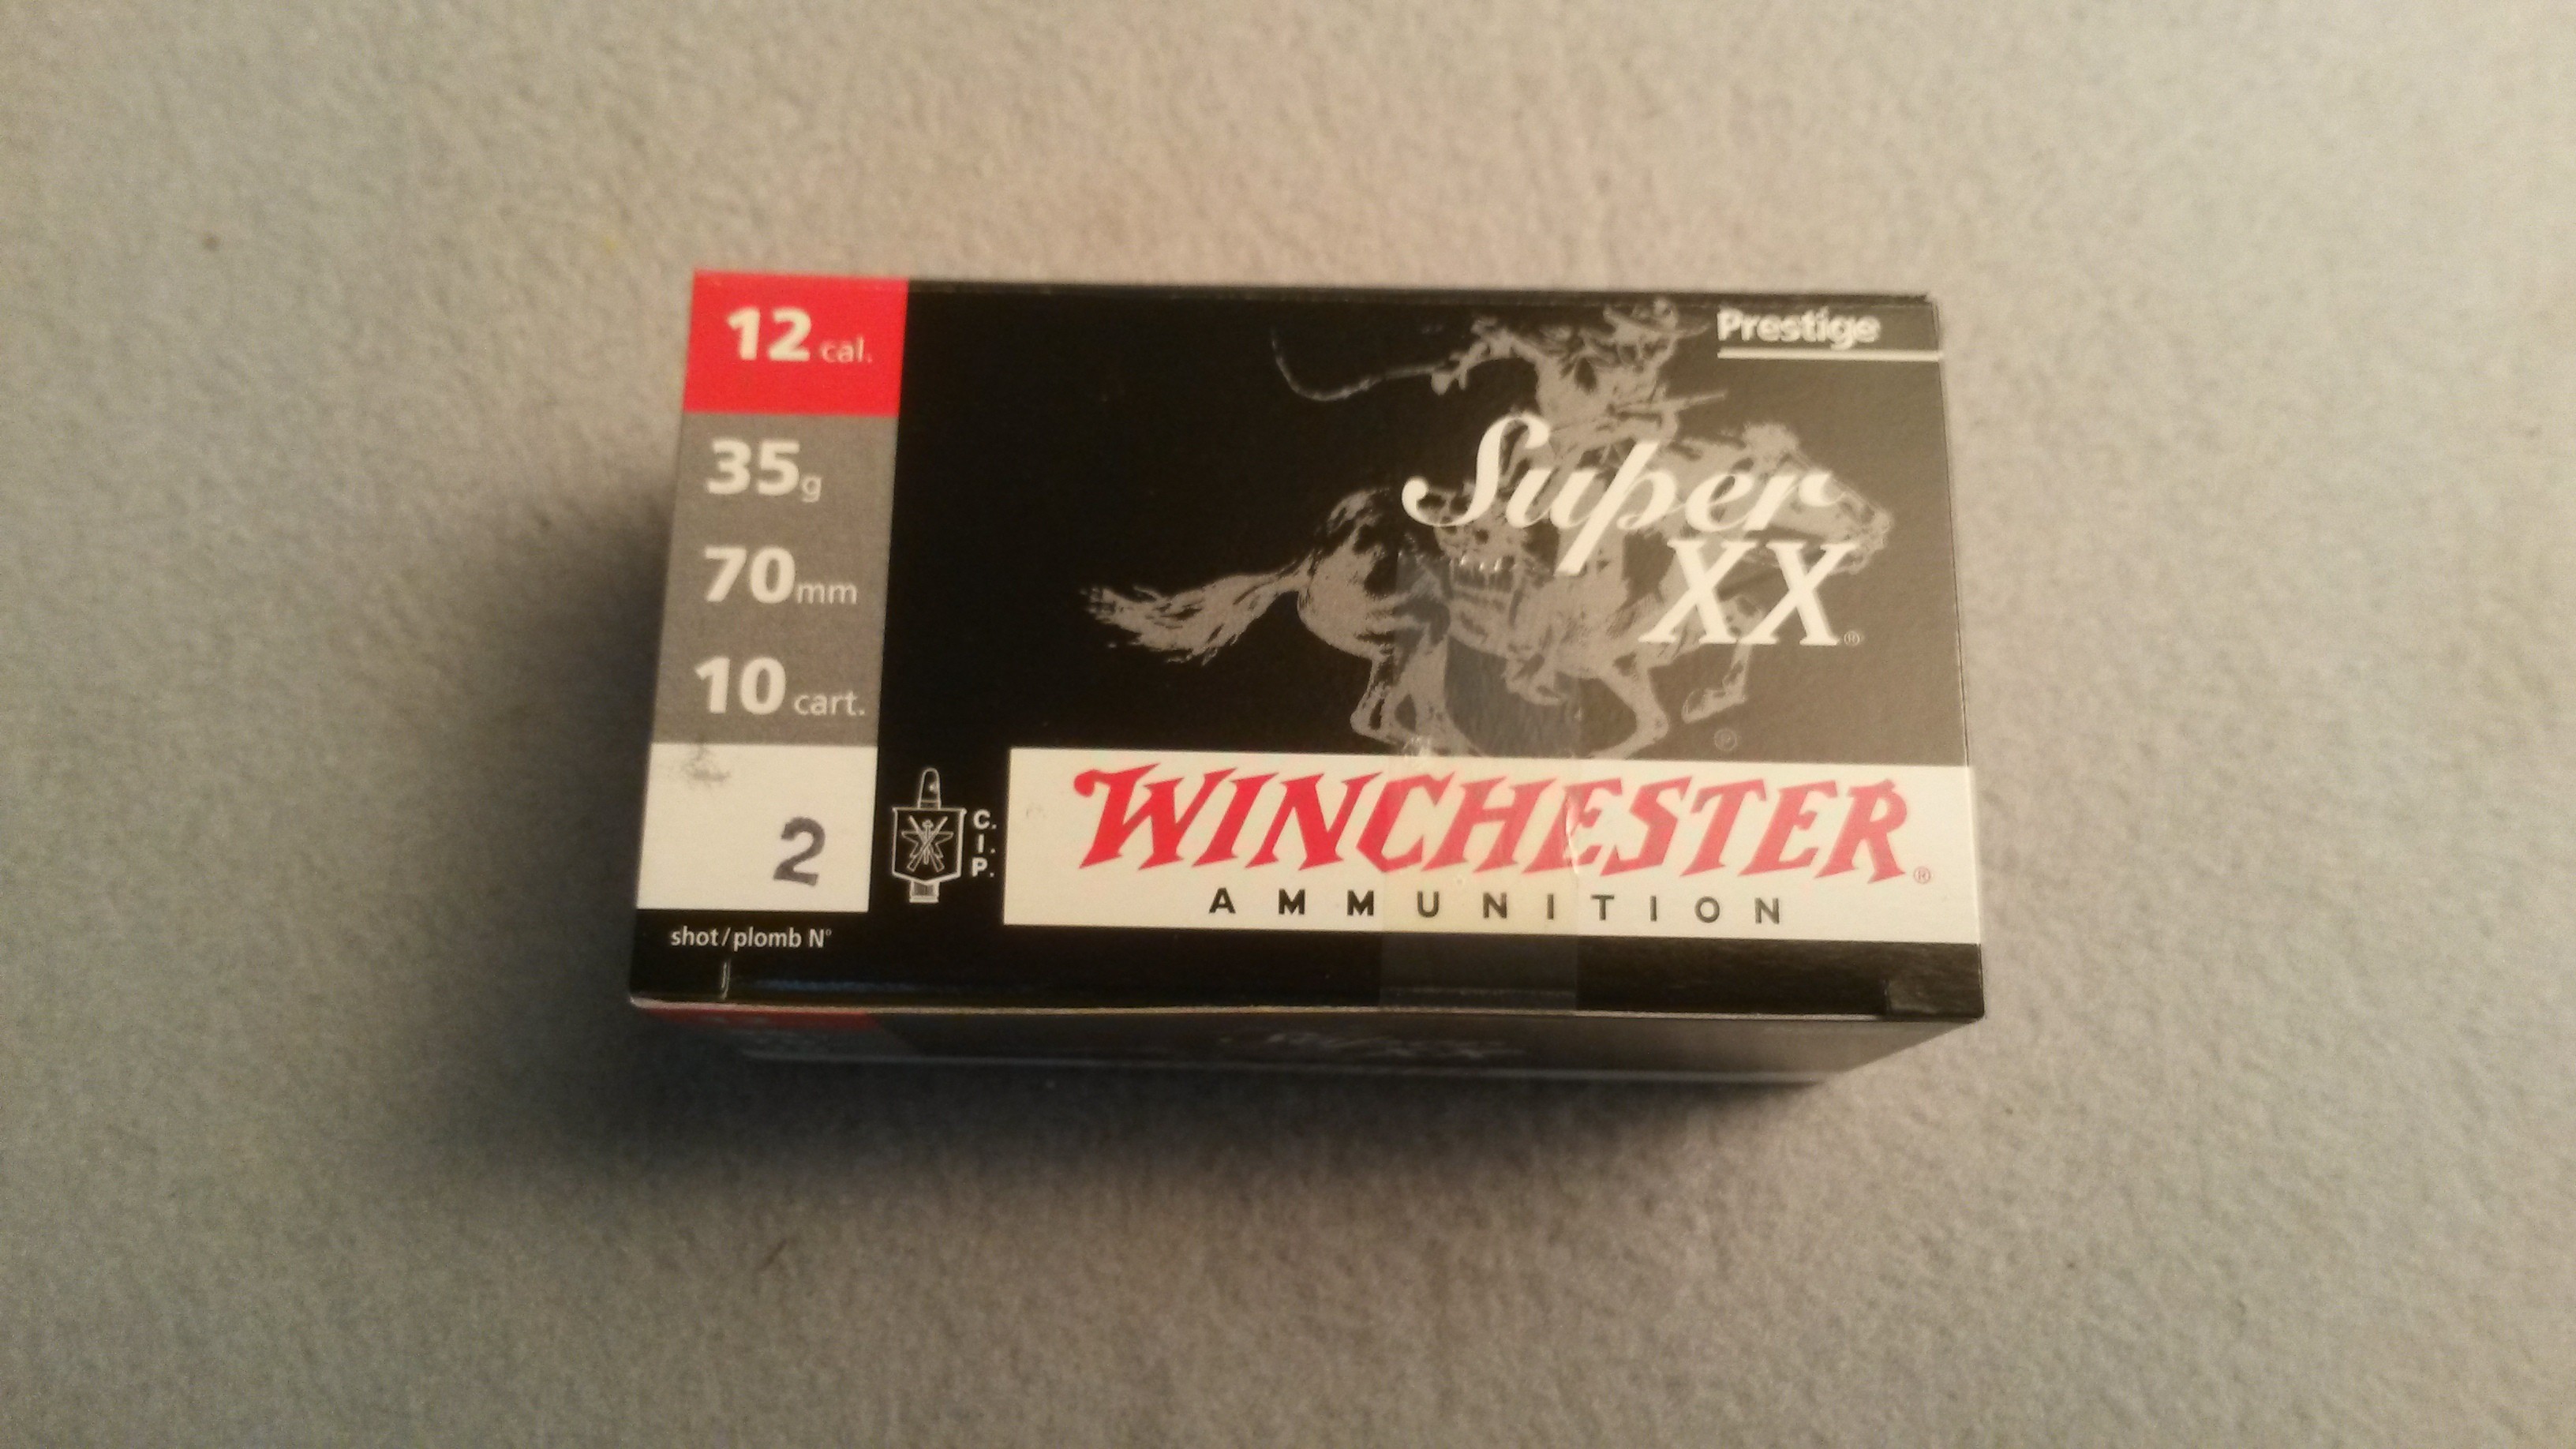 12 cal.
35g
70mm
10 cart.
2
shot/plomb N°
C.
I.
P.
Prestige
Super
XX®
WINCHESTER®
AMMUNITION